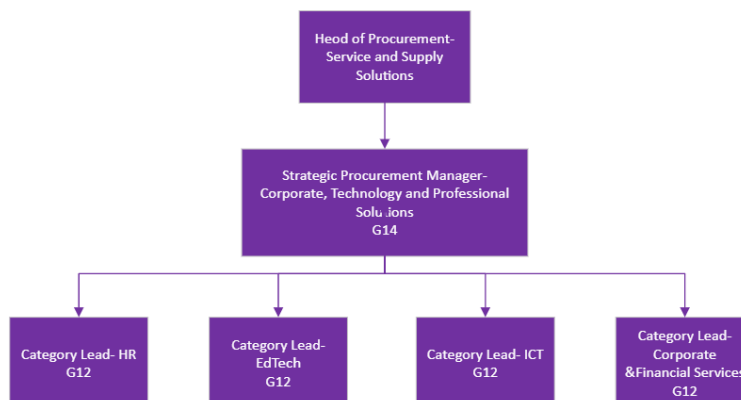 Heod of Procurement-
Service and Supply
Solutions
Strategic Procurement Manager-
Corporate, Technology and Professional
Solutions
G14
Category Lead- HR
G12
Category Lead-
EdTech
G12
Category Lead- ICT
G12
Category Lead-
Corporate
&Financial Services
G12